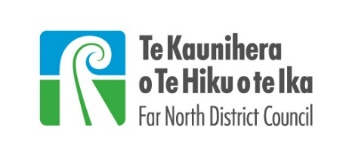 Te Kaunihera
o Te Hiku o te Ika
Far North District Council